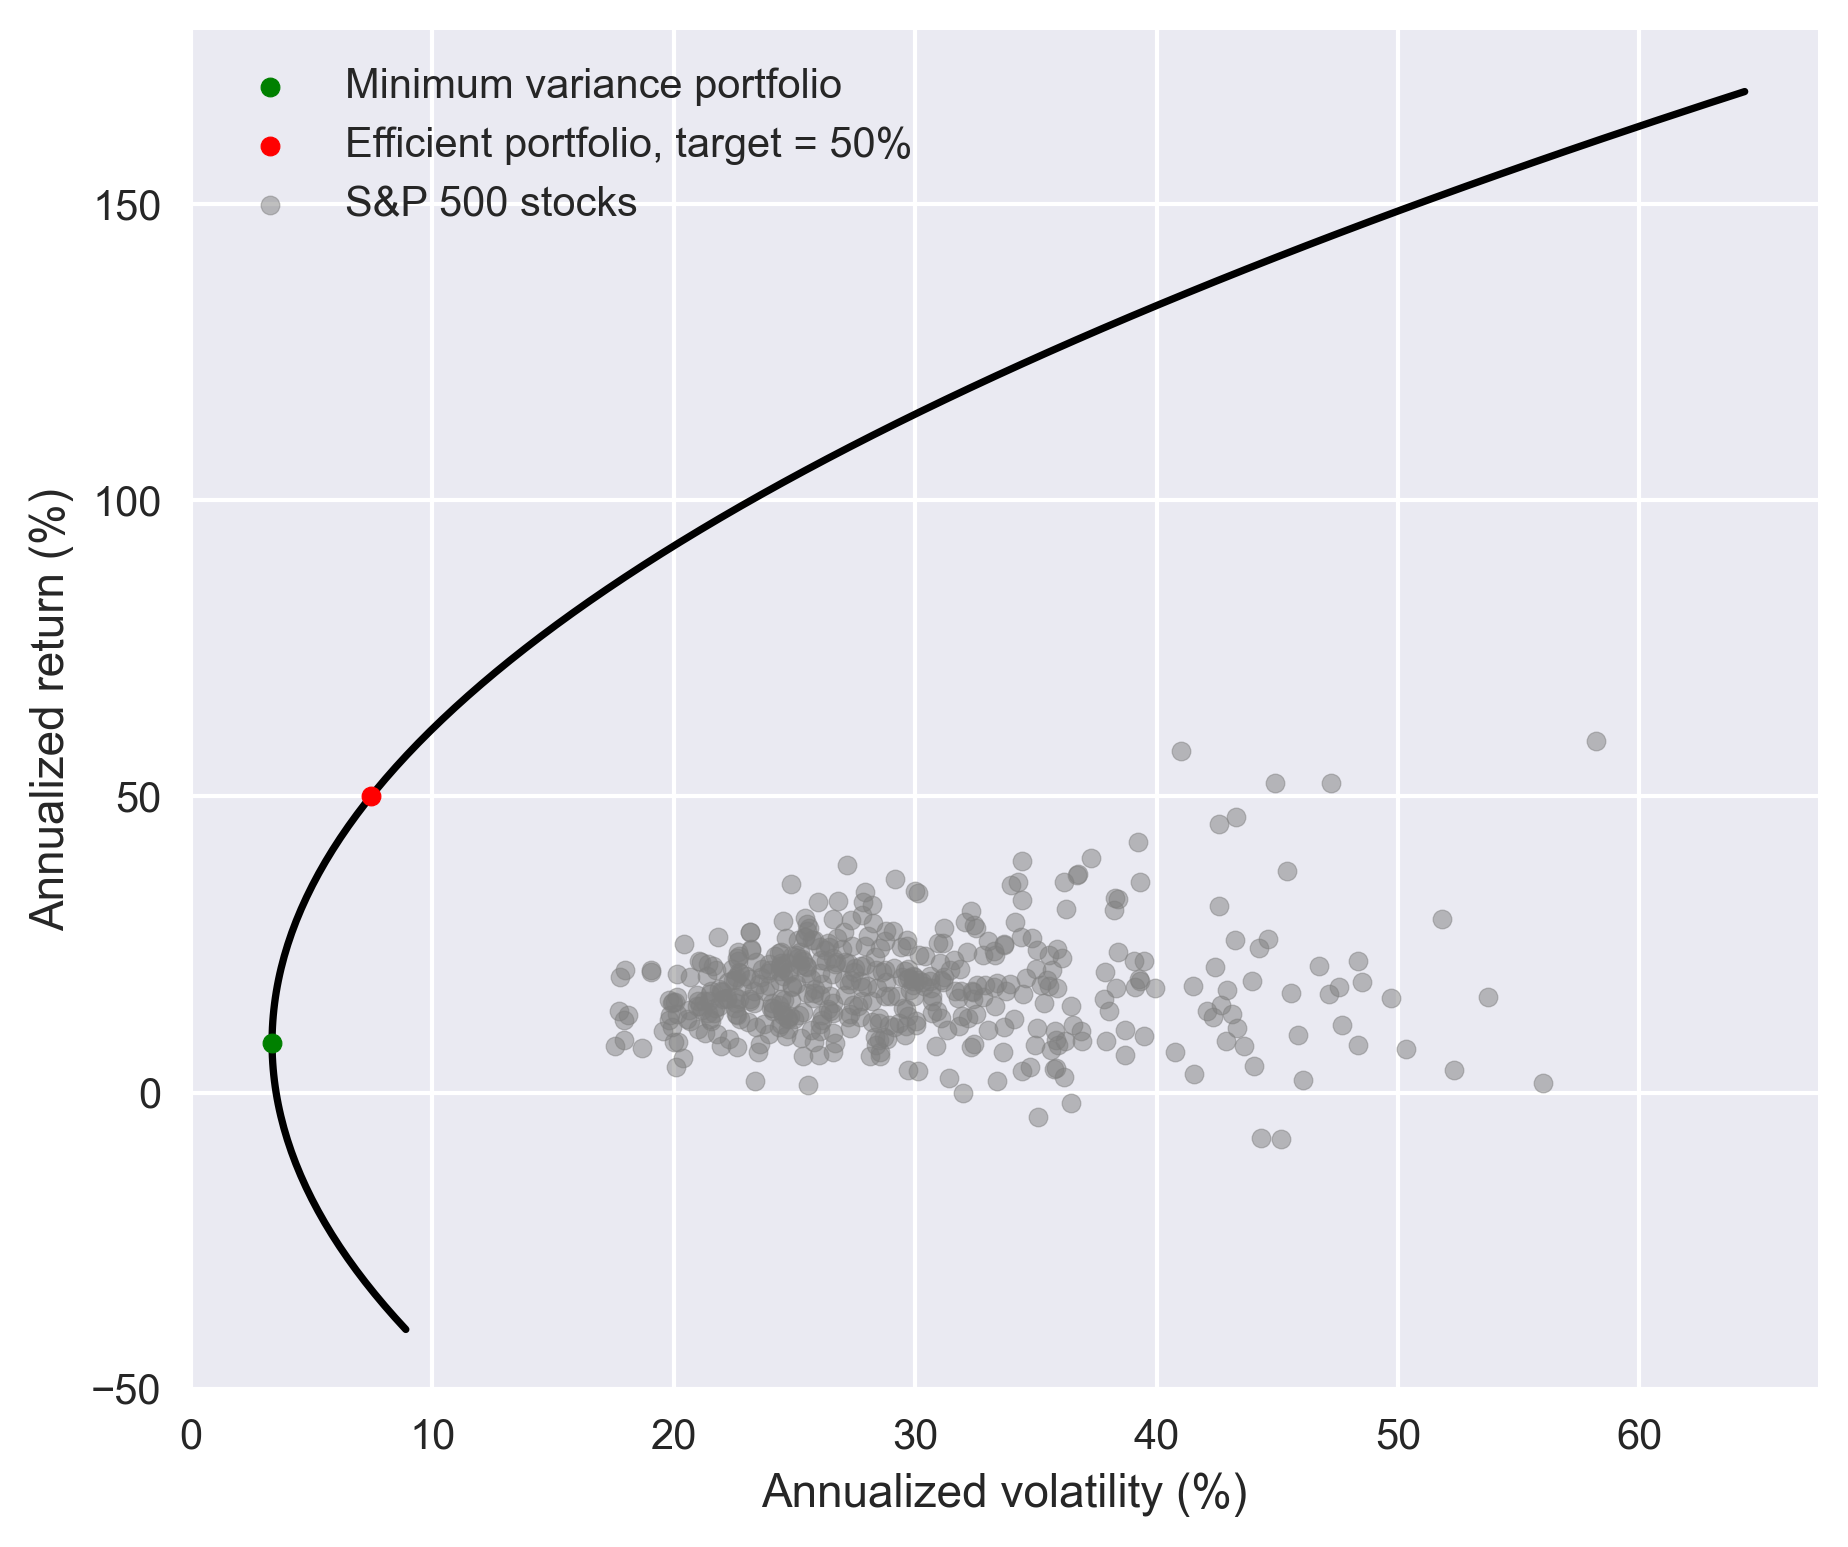 Minimum variance portfolio
Efficient portfolio, target = 50%
S&P 500 stocks
150
100
50
0
−50
Annualized return (%)
0 10 20 30 40 50 60
Annualized volatility (%)